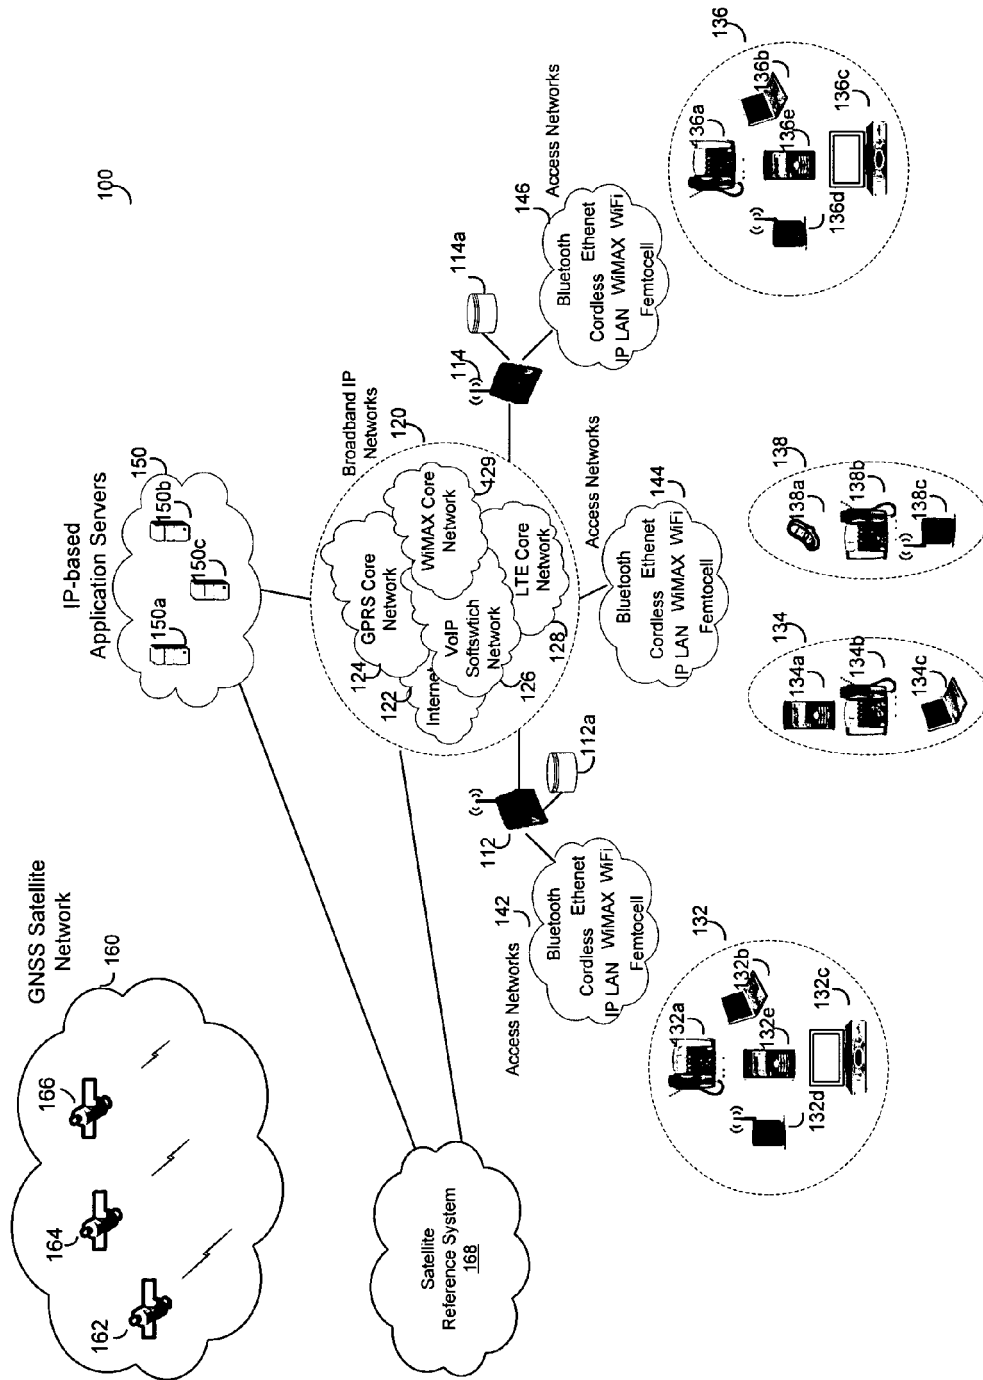 100
GNSS Satellite
Network
160
162
164
166
IP-based
Application Servers
150
150a
150b
150c
Satellite
Reference System
168
Broadband IP
Networks
120
Internet
122
GPRS Core
Network
124
VoIP
Softswtich
Network
126
WiMAX Core
Network
429
LTE Core
Network
128
112
112a
114
114a
Access Networks
142
Bluetooth
Cordless Ethenet
IP LAN WiMAX WiFi
Femtocell
Access Networks
144
Bluetooth
Cordless Ethenet
IP LAN WiMAX WiFi
Femtocell
Access Networks
146
Bluetooth
Cordless Ethenet
IP LAN WiMAX WiFi
Femtocell
132
132a
132b
132e
132d
132c
134
134a
134b
134c
138
138a
138b
138c
136
136a
136b
136e
136d
136c